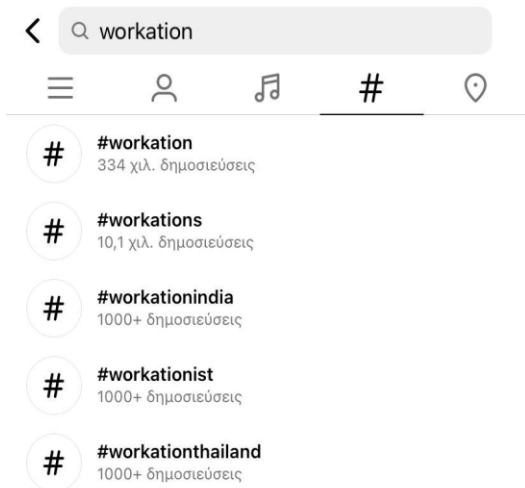 workation
#
#
#workation
334 χιλ. δημοσιεύσεις
#
#workations
10,1 χιλ. δημοσιεύσεις
#
#workationindia
1000+ δημοσιεύσεις
#
#workationist
1000+ δημοσιεύσεις
#
#workationthailand
1000+ δημοσιεύσεις